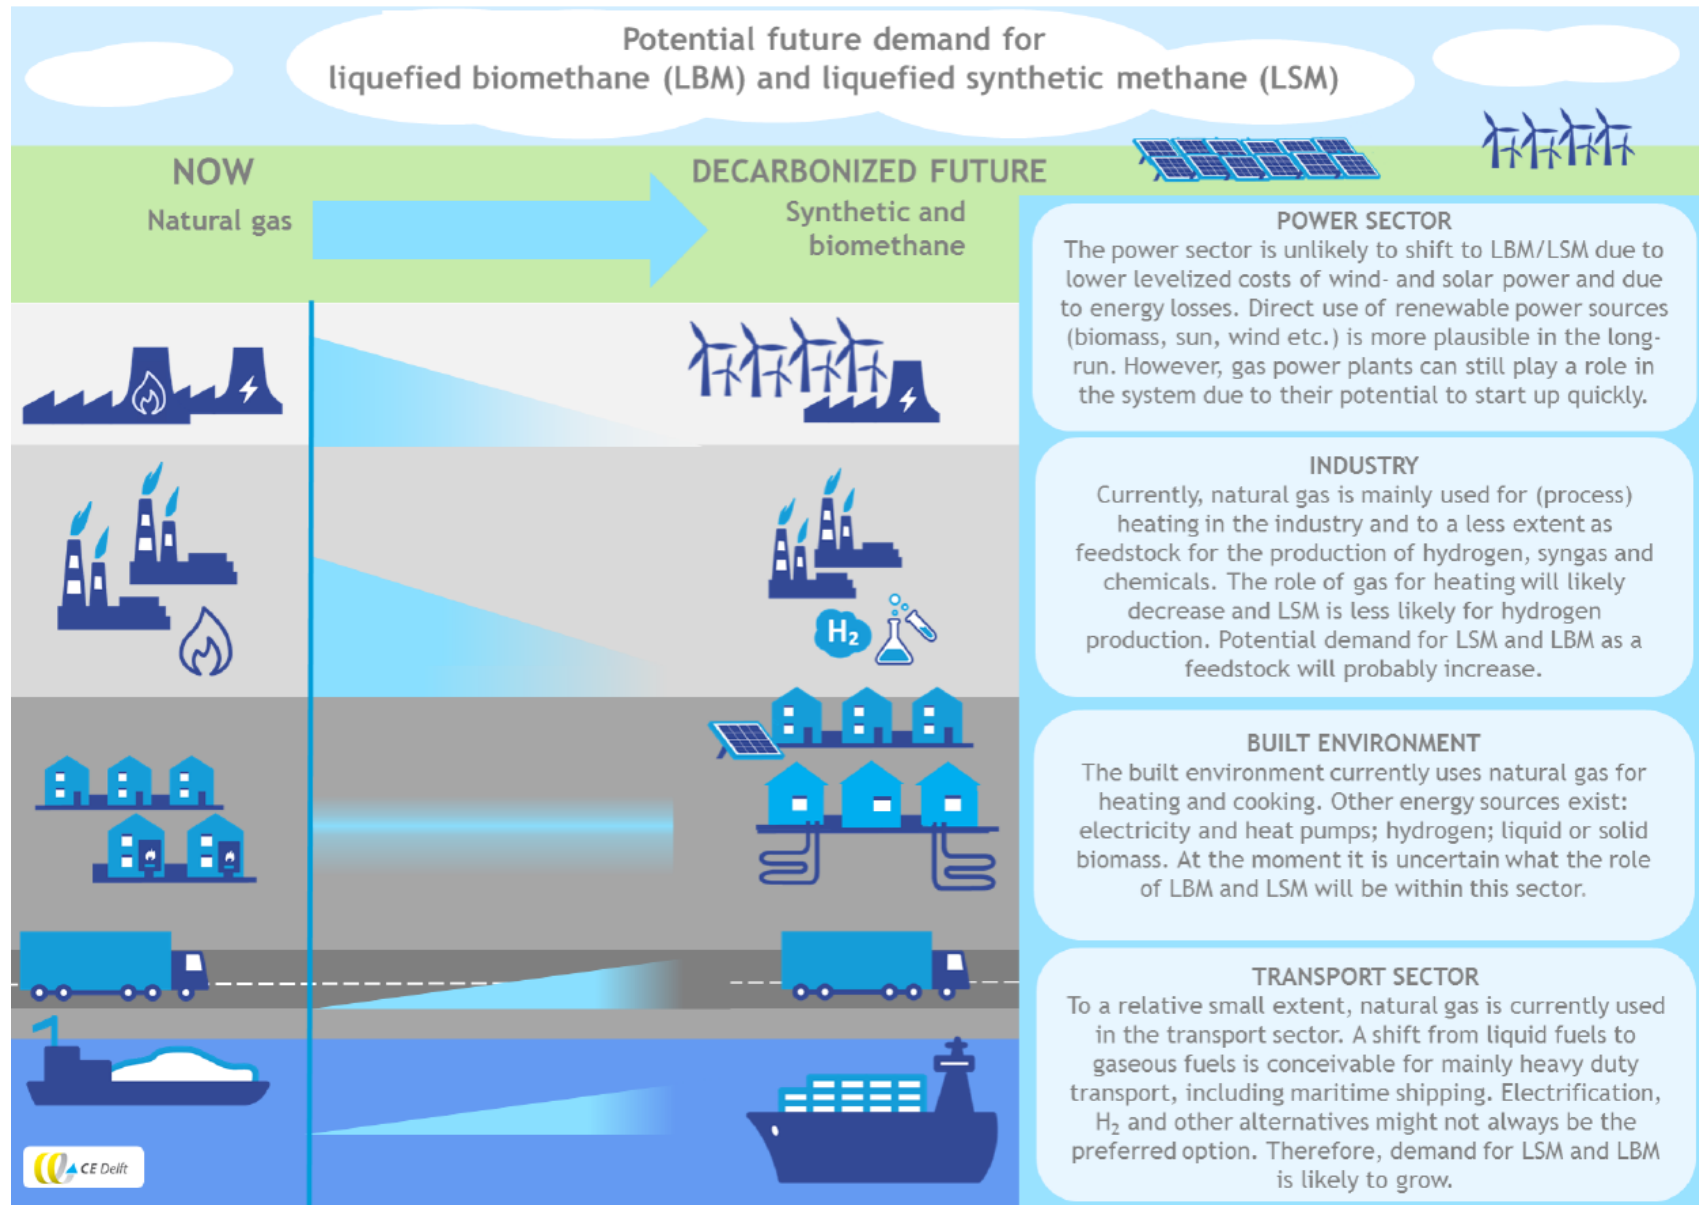 Potential future demand for
liquefied biomethane (LBM) and liquefied synthetic methane (LSM)
NOW
Natural gas
DECARBONIZED FUTURE
Synthetic and
biomethane
POWER SECTOR
The power sector is unlikely to shift to LBM/LSM due to
lower levelized costs of wind- and solar power and due
to energy losses. Direct use of renewable power sources
(biomass, sun, wind etc.) is more plausible in the long-
run. However, gas power plants can still play a role in
the system due to their potential to start up quickly.
INDUSTRY
Currently, natural gas is mainly used for (process)
heating in the industry and to a less extent as
feedstock for the production of hydrogen, syngas and
chemicals. The role of gas for heating will likely
decrease and LSM is less likely for hydrogen
production. Potential demand for LSM and LBM as a
feedstock will probably increase.
H₂
BUILT ENVIRONMENT
The built environment currently uses natural gas for
heating and cooking. Other energy sources exist:
electricity and heat pumps; hydrogen; liquid or solid
biomass. At the moment it is uncertain what the role
of LBM and LSM will be within this sector.
TRANSPORT SECTOR
To a relative small extent, natural gas is currently used
in the transport sector. A shift from liquid fuels to
gaseous fuels is conceivable for mainly heavy duty
transport, including maritime shipping. Electrification,
H₂ and other alternatives might not always be the
preferred option. Therefore, demand for LSM and LBM
is likely to grow.
CE Delft